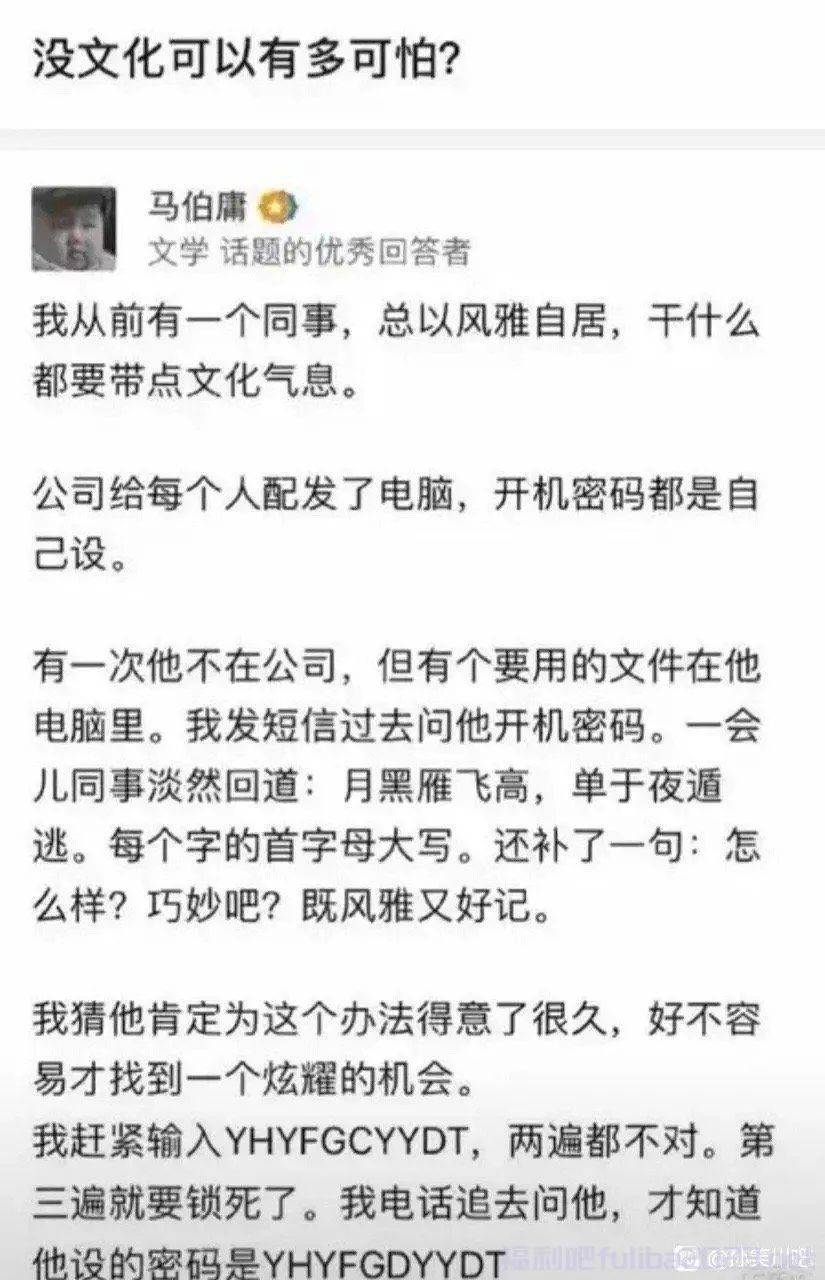 没文化可以有多可怕?
马伯庸
文学 话题的优秀回答者
我从前有一个同事，总以风雅自居，干什么
都要带点文化气息。
公司给每个人配发了电脑，开机密码都是自
己设。
有一次他不在公司，但有个要用的文件在他
电脑里。我发短信过去问他开机密码。一会
儿同事淡然回道：月黑雁飞高，单于夜遁
逃。每个字的首字母大写。还补了一句：怎
么样？巧妙吧？既风雅又好记。
我猜他肯定为这个办法得意了很久，好不容
易才找到一个炫耀的机会。
我赶紧输入YHYFGCYYDT，两遍都不对。第
三遍就要锁死了。我电话追去问他，才知道
他设的密码是YHYFGDYYDT
福利吧fuliba